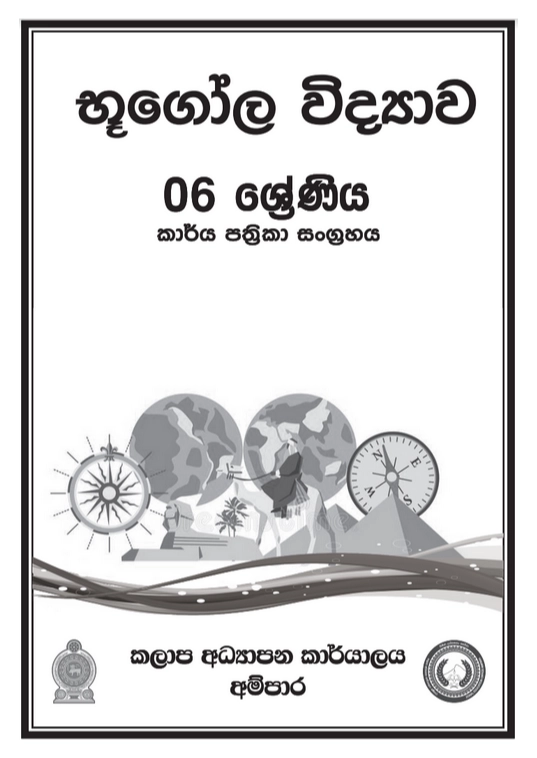 භූගෝල විද්‍යාව
06 ශ්‍රේණිය
කාර්ය පත්‍රිකා සංග්‍රහය
N
E
S
W
කලාප අධ්‍යාපන කාර්යාලය
අම්පාර